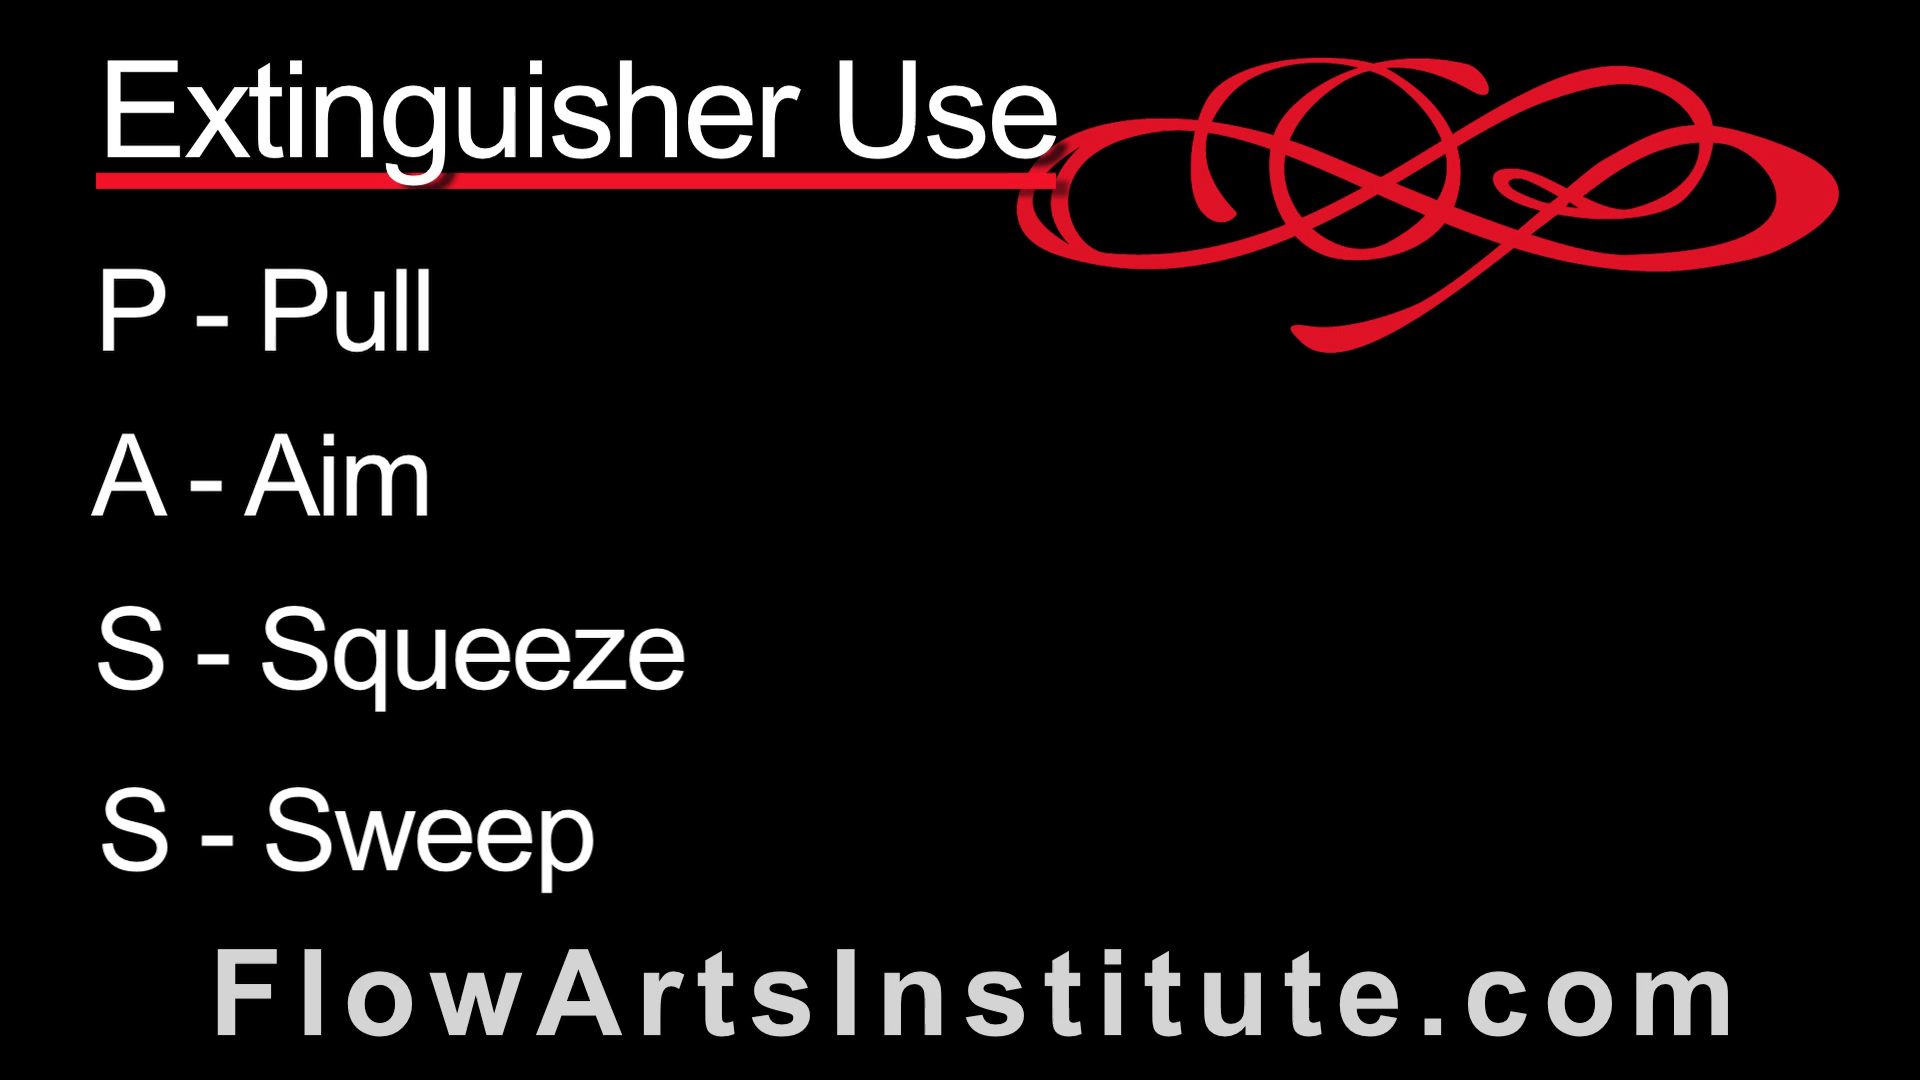 Extinguisher Use
P - Pull
A - Aim
S - Squeeze
S - Sweep
FlowArtsInstitute.com